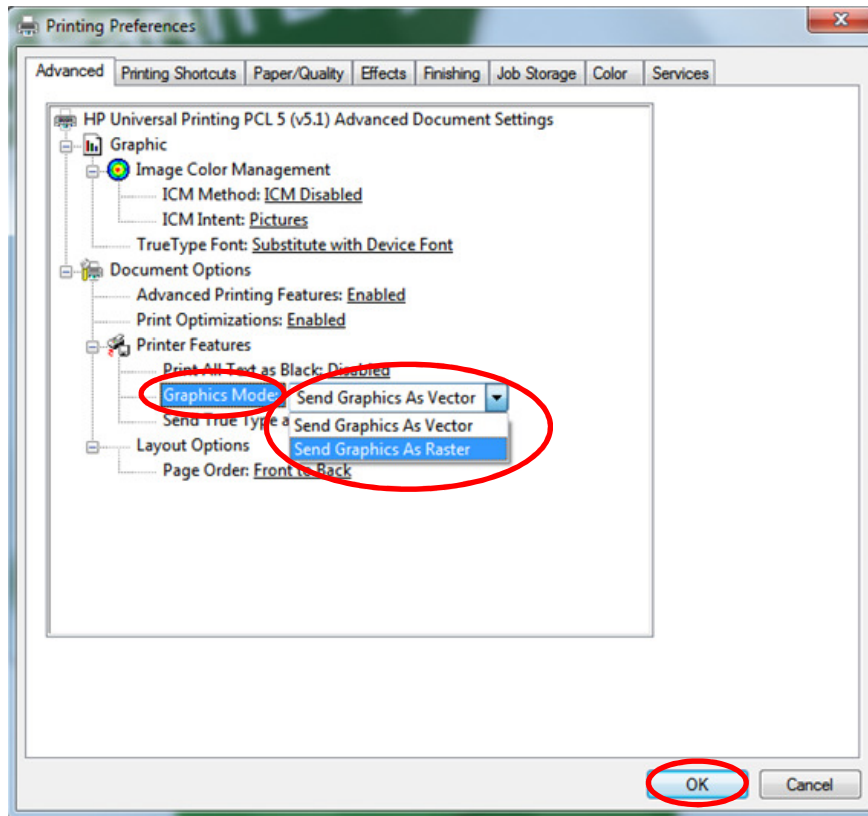 Printing Preferences
Advanced Printing Shortcuts Paper/Quality Effects Finishing Job Storage Color Services
HP Universal Printing PCL 5 (v5.1) Advanced Document Settings
Graphic
Image Color Management
ICM Method: ICM Disabled
ICM Intent: Pictures
TrueType Font: Substitute with Device Font
Document Options
Advanced Printing Features: Enabled
Print Optimizations: Enabled
Printer Features
Print All Text as Black: Disabled
Graphics Mode: Send Graphics As Vector
Send True Type a
Send Graphics As Vector
Send Graphics As Raster
Layout Options
Page Order: Front to Back
OK Cancel